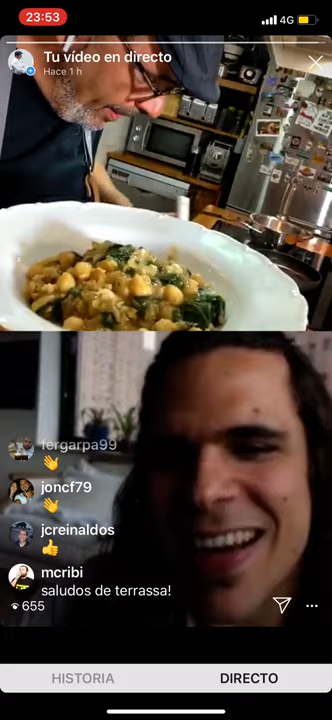 23:53
4G
Tu vídeo en directo
Hace 1 h
fergarpa99
👋
joncf79
👋
jcreinaldos
👍
mcribi
saludos de terrassa!
655
HISTORIA
DIRECTO